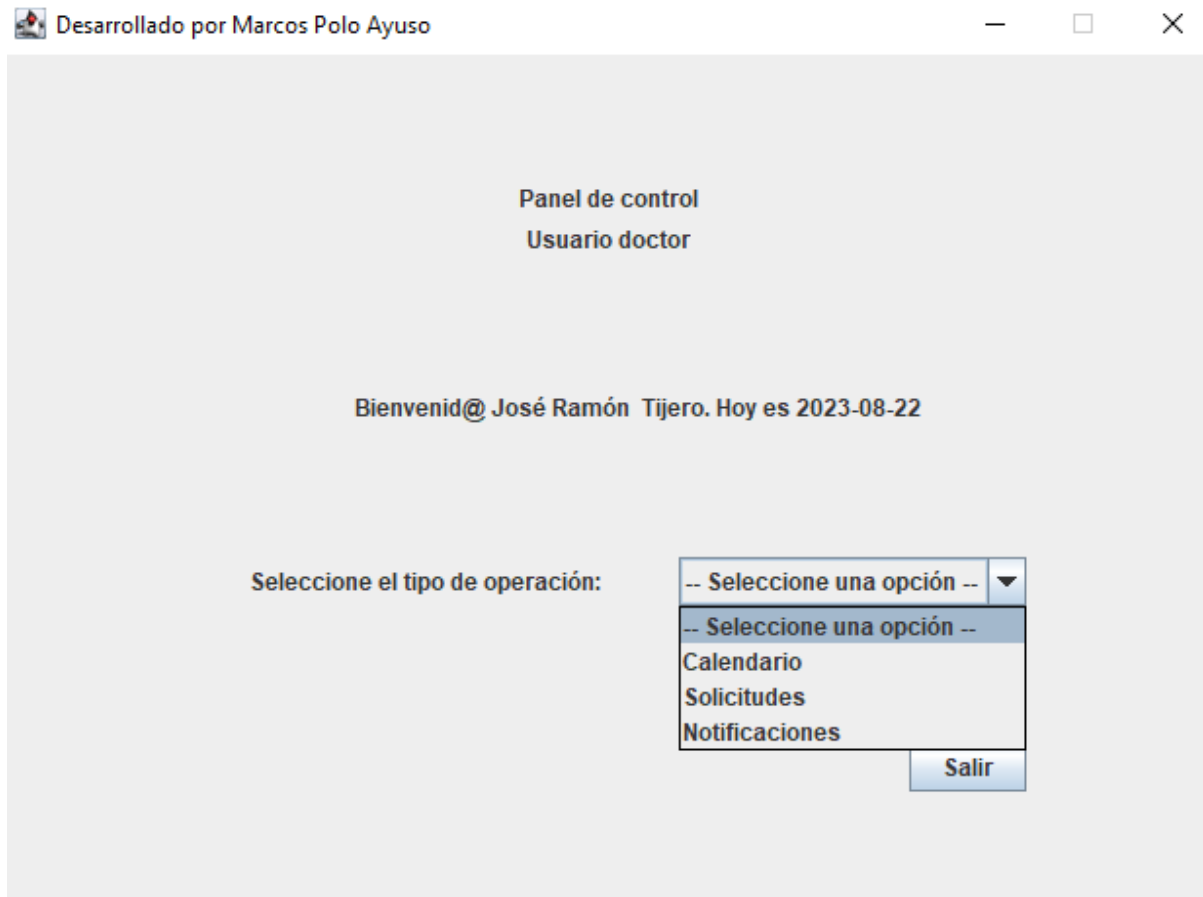 Desarrollado por Marcos Polo Ayuso
Panel de control
Usuario doctor
Bienvenid@ José Ramón  Tijero. Hoy es 2023-08-22
Seleccione el tipo de operación:
-- Seleccione una opción --
-- Seleccione una opción --
Calendario
Solicitudes
Notificaciones
Salir